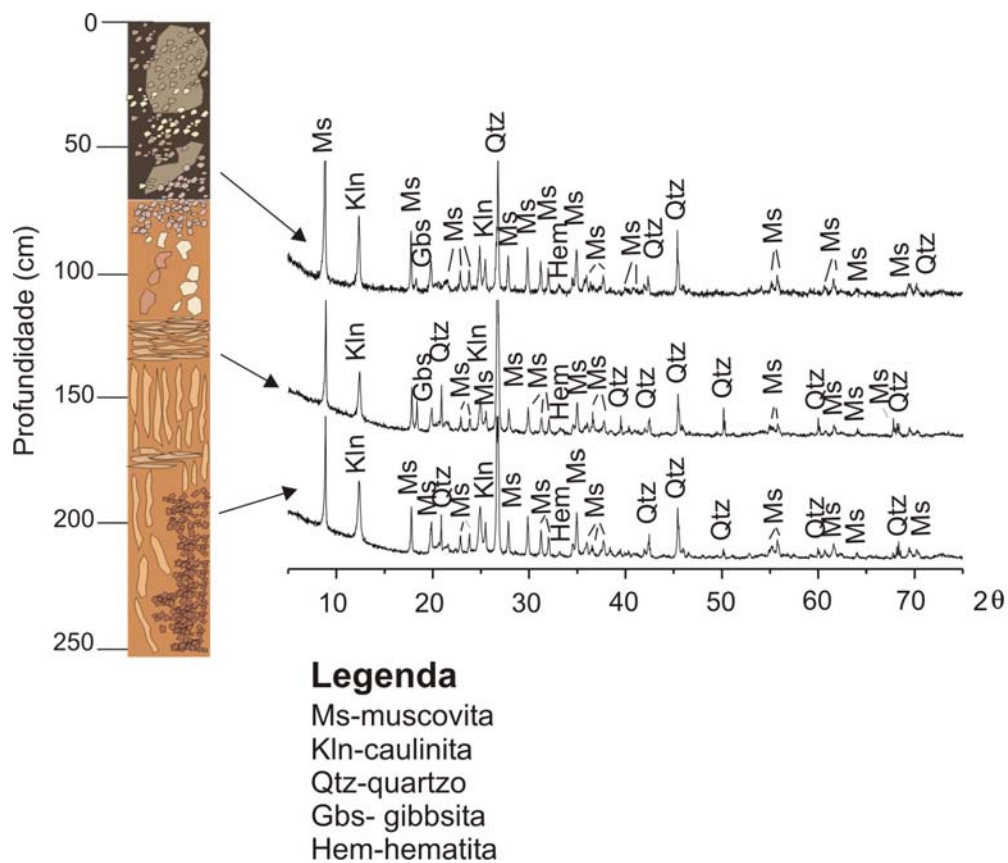 Profundidade (cm)
0
50
100
150
200
250
Ms
Kln
Ms
Gbs
Ms
Kln
Qtz
Ms
Ms
Ms
Hem
Ms
Ms
Ms
Qtz
Qtz
Ms
Ms
Ms
Ms
Qtz
Kln
Gbs
Qtz
Ms
Ms
Kln
Ms
Ms
Hem
Ms
Ms
Qtz
Qtz
Qtz
Qtz
Ms
Qtz
Ms
Ms
Ms
Qtz
Kln
Ms
Ms
Qtz
Ms
Kln
Ms
Ms
Hem
Ms
Ms
Qtz
Qtz
Qtz
Ms
Qtz
Ms
Ms
Qtz
Ms
10 20 30 40 50 60 70 2θ
Legenda
Ms-muscovita
Kln-caulinita
Qtz-quartzo
Gbs- gibbsita
Hem-hematita